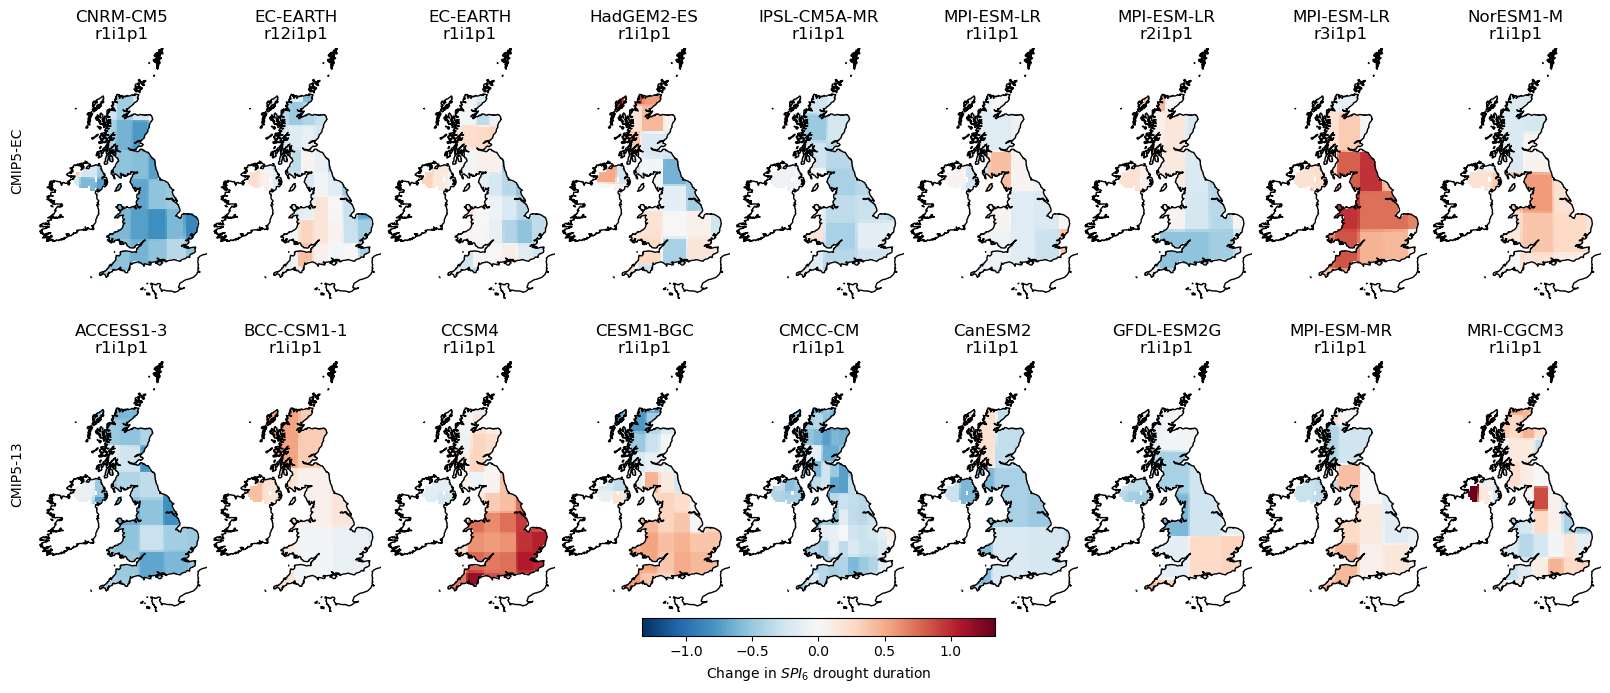 CNRM-CM5
r1i1p1
EC-EARTH
r12i1p1
EC-EARTH
r1i1p1
HadGEM2-ES
r1i1p1
IPSL-CM5A-MR
r1i1p1
MPI-ESM-LR
r1i1p1
MPI-ESM-LR
r2i1p1
MPI-ESM-LR
r3i1p1
NorESM1-M
r1i1p1
CMIP5-EC
ACCESS1-3
r1i1p1
BCC-CSM1-1
r1i1p1
CCSM4
r1i1p1
CESM1-BGC
r1i1p1
CMCC-CM
r1i1p1
CanESM2
r1i1p1
GFDL-ESM2G
r1i1p1
MPI-ESM-MR
r1i1p1
MRI-CGCM3
r1i1p1
CMIP5-13
−1.0 −0.5 0.0 0.5 1.0
Change in SPI₆ drought duration